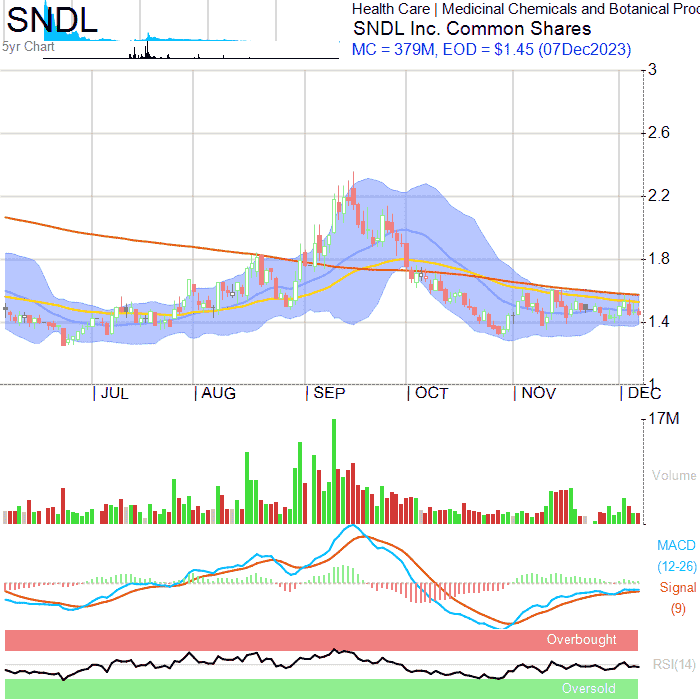 SNDL
5yr Chart
Health Care | Medicinal Chemicals and Botanical Proc
SNDL Inc. Common Shares
MC = 379M, EOD = $1.45 (07Dec2023)
3
2.6
2.2
1.8
1.4
1
JUL AUG SEP OCT NOV DEC
17M
Volume
MACD
(12-26)
Signal
(9)
Overbought
RSI(14)
Oversold